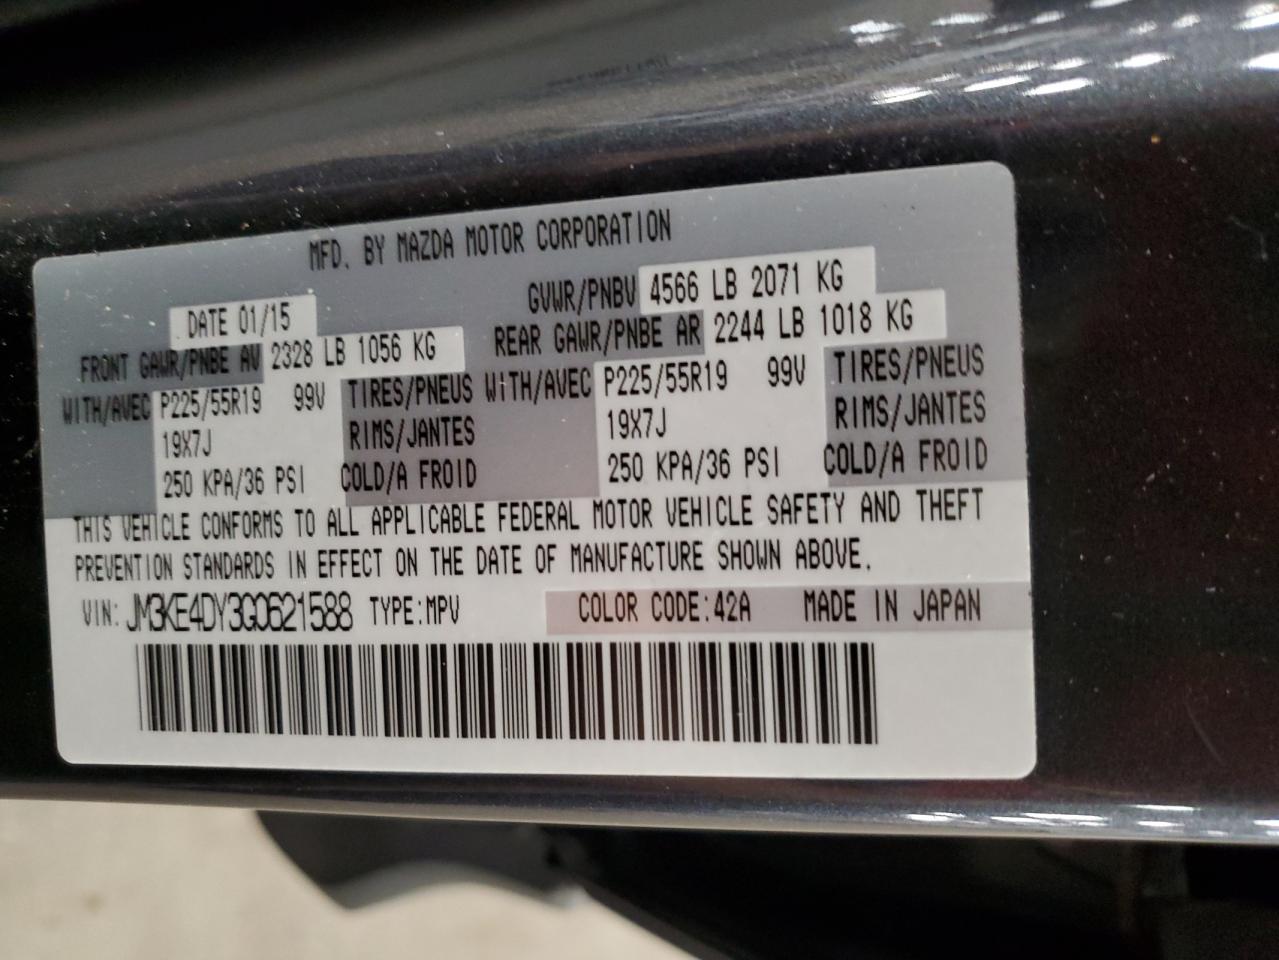 MFD. BY MAZDA MOTOR CORPORATION
DATE 01/15 GVWR/PNBV 4566 LB 2071 KG
FRONT GAWR/PNBE AV 2328 LB 1056 KG REAR GAWR/PNBE AR 2244 LB 1018 KG
WITH/AVEC P225/55R19 99V TIRES/PNEUS WITH/AVEC P225/55R19 99V TIRES/PNEUS
19X7J RIMS/JANTES 19X7J RIMS/JANTES
250 KPA/36 PSI COLD/A FROID 250 KPA/36 PSI COLD/A FROID
THIS VEHICLE CONFORMS TO ALL APPLICABLE FEDERAL MOTOR VEHICLE SAFETY AND THEFT
PREVENTION STANDARDS IN EFFECT ON THE DATE OF MANUFACTURE SHOWN ABOVE.
VIN: JM3KE4DY3G0621588 TYPE:MPV COLOR CODE:42A MADE IN JAPAN